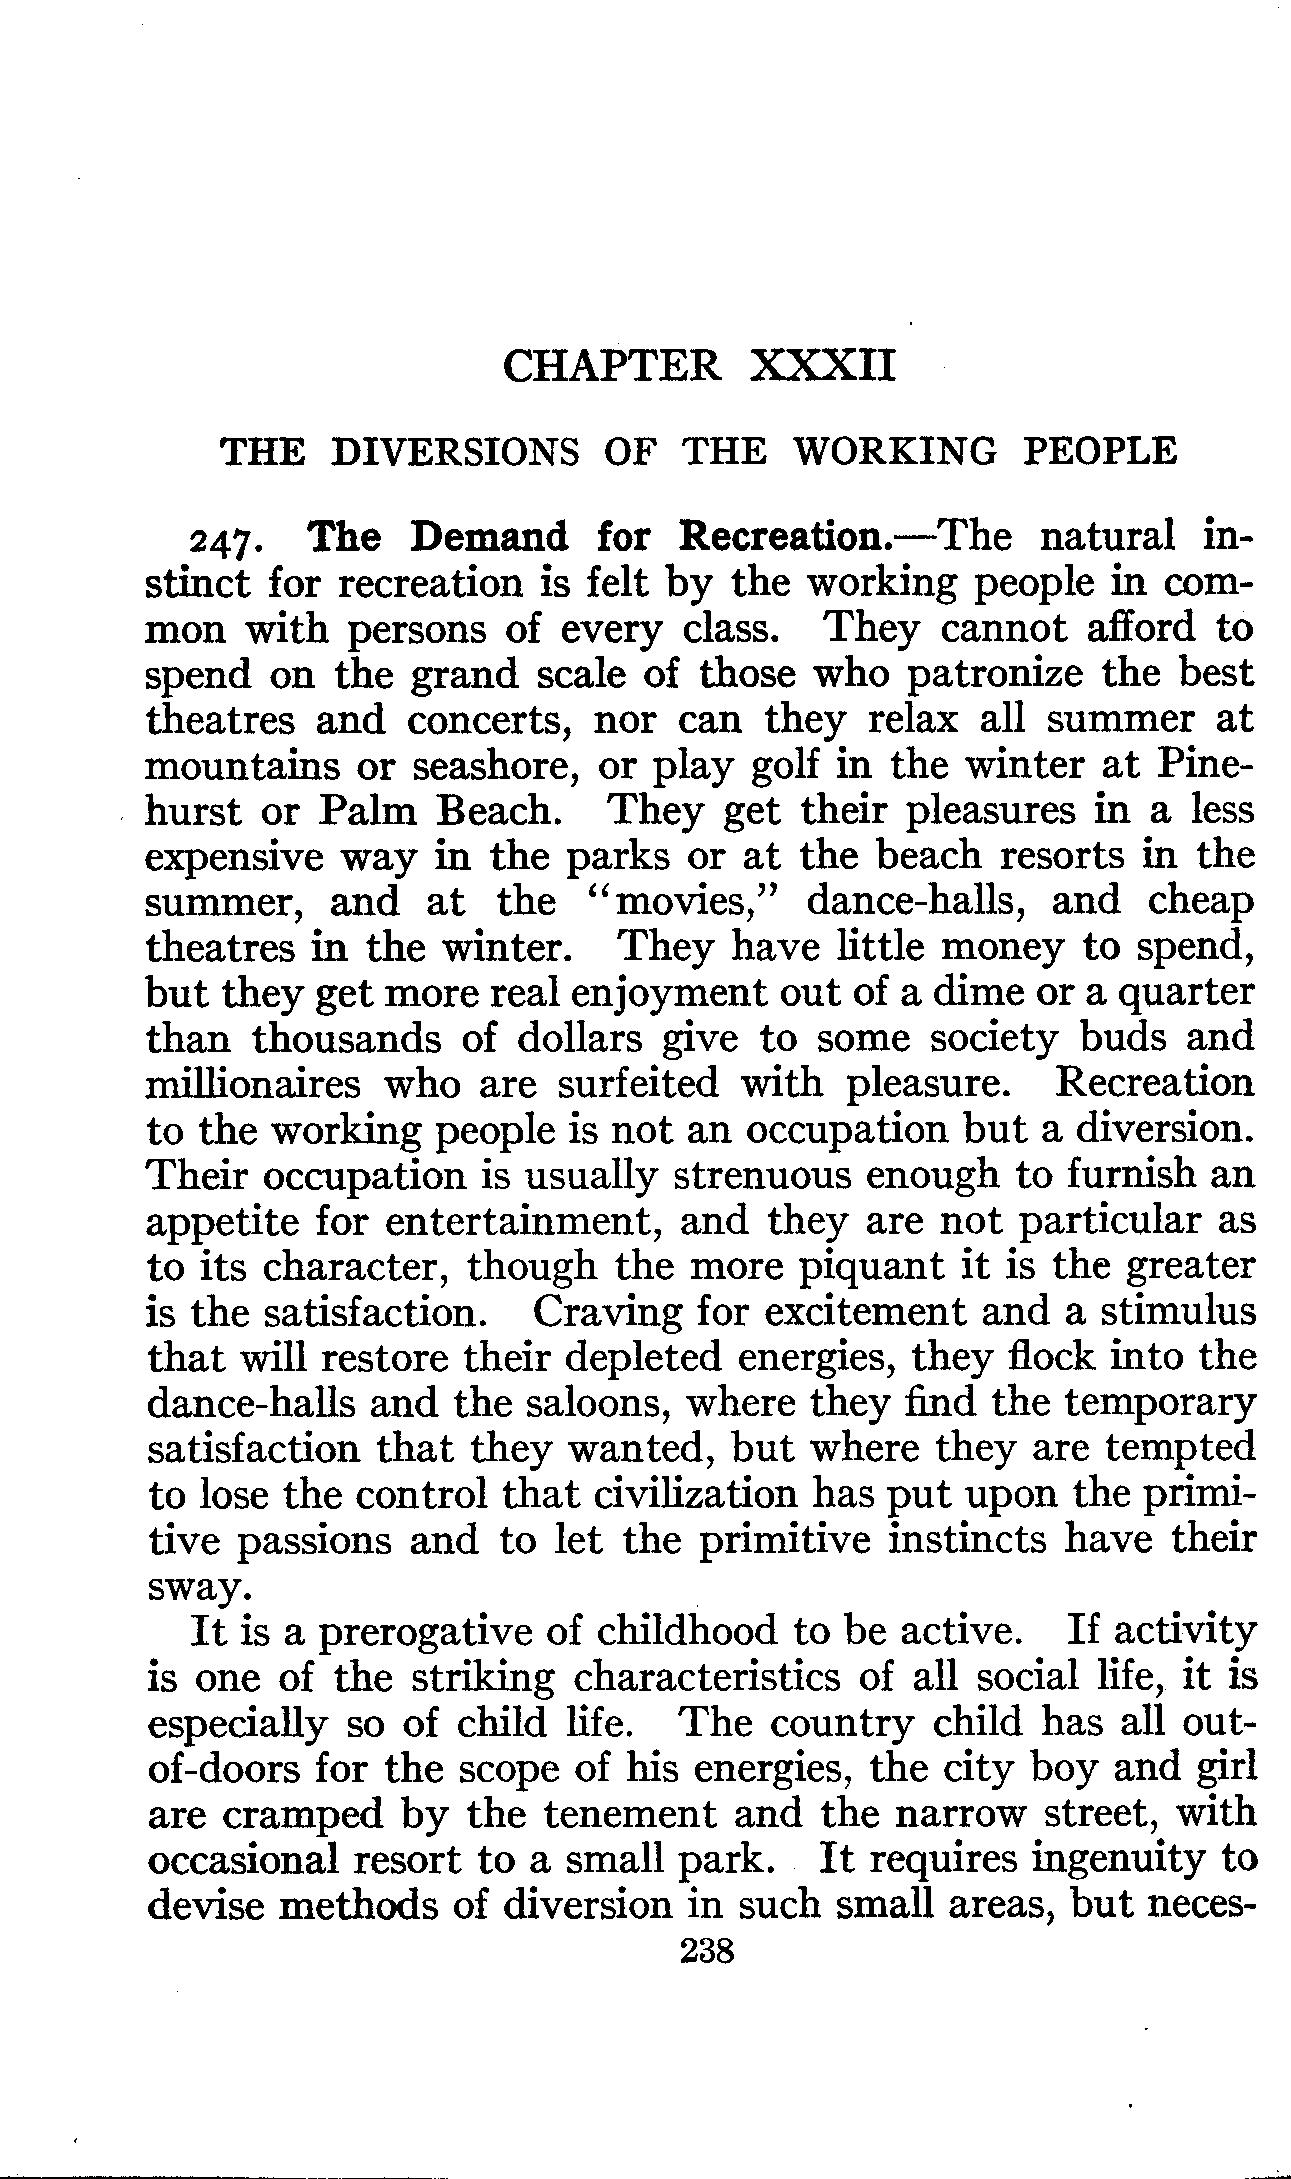 CHAPTER XXXII
THE DIVERSIONS OF THE WORKING PEOPLE
247. The Demand for Recreation.—The natural in-
stinct for recreation is felt by the working people in com-
mon with persons of every class. They cannot afford to
spend on the grand scale of those who patronize the best
theatres and concerts, nor can they relax all summer at
mountains or seashore, or play golf in the winter at Pine-
hurst or Palm Beach. They get their pleasures in a less
expensive way in the parks or at the beach resorts in the
summer, and at the "movies," dance-halls, and cheap
theatres in the winter. They have little money to spend,
but they get more real enjoyment out of a dime or a quarter
than thousands of dollars give to some society buds and
millionaires who are surfeited with pleasure. Recreation
to the working people is not an occupation but a diversion.
Their occupation is usually strenuous enough to furnish an
appetite for entertainment, and they are not particular as
to its character, though the more piquant it is the greater
is the satisfaction. Craving for excitement and a stimulus
that will restore their depleted energies, they flock into the
dance-halls and the saloons, where they find the temporary
satisfaction that they wanted, but where they are tempted
to lose the control that civilization has put upon the primi-
tive passions and to let the primitive instincts have their
sway.
It is a prerogative of childhood to be active. If activity
is one of the striking characteristics of all social life, it is
especially so of child life. The country child has all out-
of-doors for the scope of his energies, the city boy and girl
are cramped by the tenement and the narrow street, with
occasional resort to a small park. It requires ingenuity to
devise methods of diversion in such small areas, but neces-
238